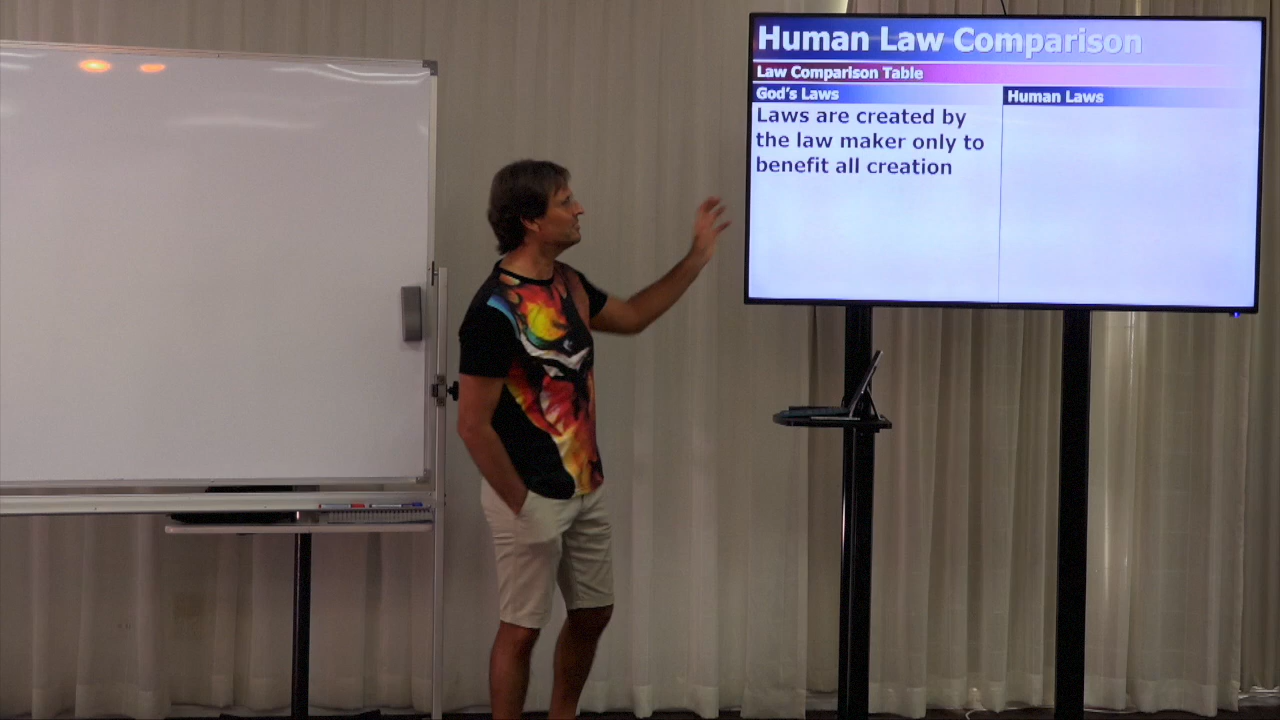 Human Law Comparison
Law Comparison Table
God's Laws
Human Laws
Laws are created by
the law maker only to
benefit all creation